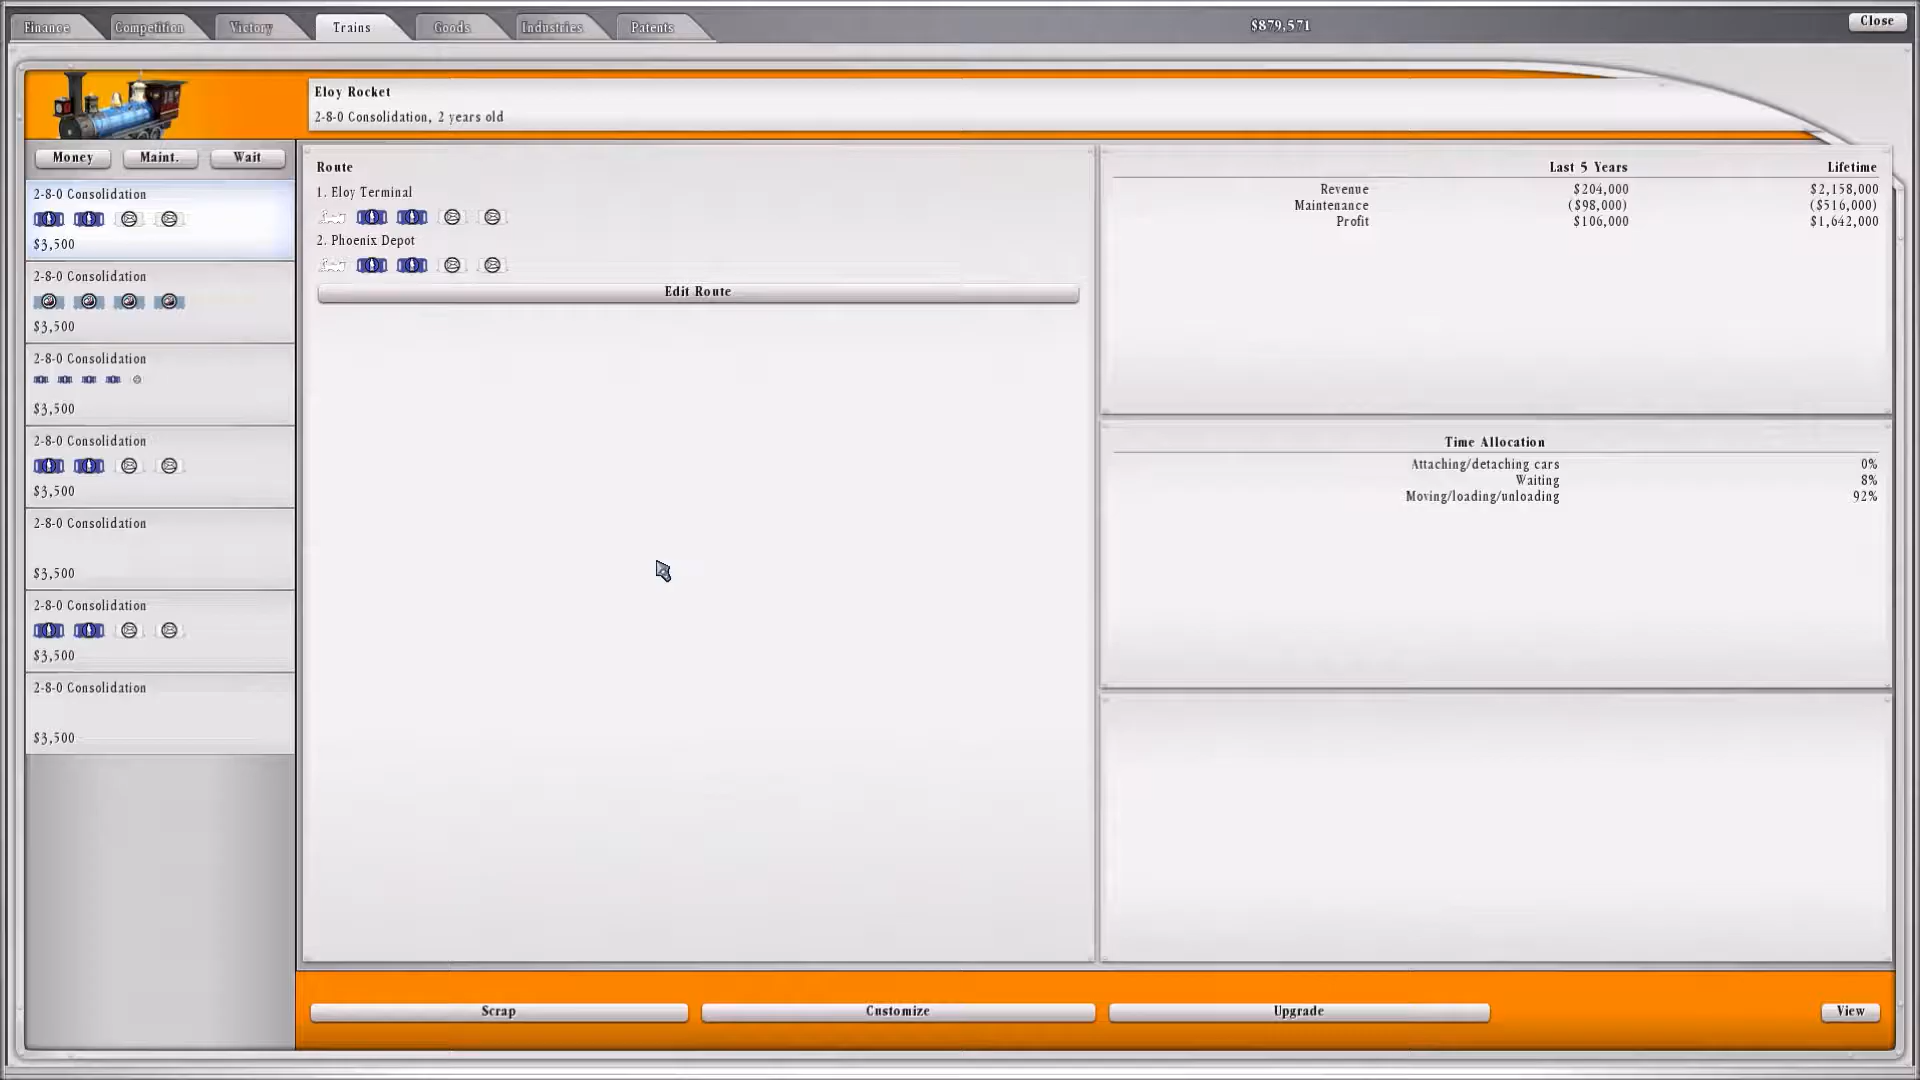 Finance Competition Victory Trains Goods Industries Patents $879,571 Close
Eloy Rocket
2-8-0 Consolidation, 2 years old
Money Maint. Wait
2-8-0 Consolidation
$3,500
2-8-0 Consolidation
$3,500
2-8-0 Consolidation
$3,500
2-8-0 Consolidation
$3,500
2-8-0 Consolidation
$3,500
2-8-0 Consolidation
$3,500
2-8-0 Consolidation
$3,500
Route
1. Eloy Terminal
2. Phoenix Depot
Edit Route
Last 5 Years Lifetime
Revenue $204,000 $2,158,000
Maintenance ($98,000) ($516,000)
Profit $106,000 $1,642,000
Time Allocation
Attaching/detaching cars 0%
Waiting 8%
Moving/loading/unloading 92%
Scrap Customize Upgrade View